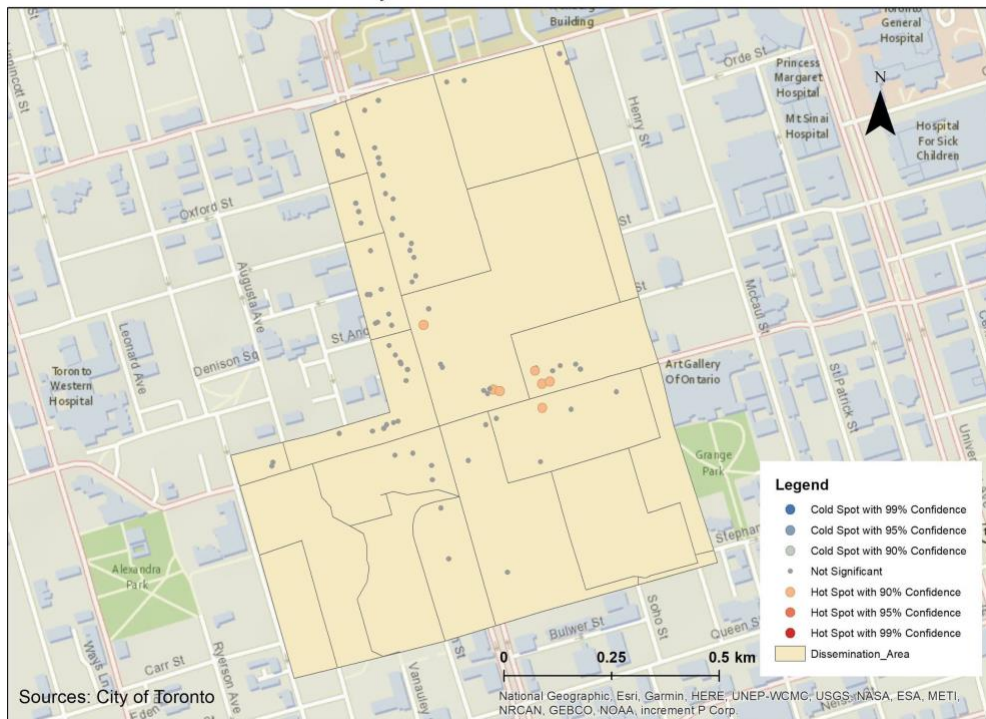 Building
Toronto
General
Hospital
Orde St
Princess
Margaret
Hospital
Mt Sinai
Hospital
N
Hospital
For Sick
Children
Henry St
Oxford St
St
Augusta Ave
Leonard Ave
St
Mccaul St
Denison Sq
Toronto
Western
Hospital
Art Gallery
Of Ontario
St Patrick St
Grange
Park
Legend
Cold Spot with 99% Confidence
Cold Spot with 95% Confidence
Cold Spot with 90% Confidence
Not Significant
Hot Spot with 90% Confidence
Hot Spot with 95% Confidence
Hot Spot with 99% Confidence
Dissemination_Area
Alexandra
Park
Soho St
Bulwer St
Queen St
Carr St
Ryerson Ave
Ways Ln
Vanauley
0 0.25 0.5 km
Sources: City of Toronto
National Geographic, Esri, Garmin, HERE, UNEP-WCMC, USGS, NASA, ESA, METI,
NRCAN, GEBCO, NOAA, increment P Corp.